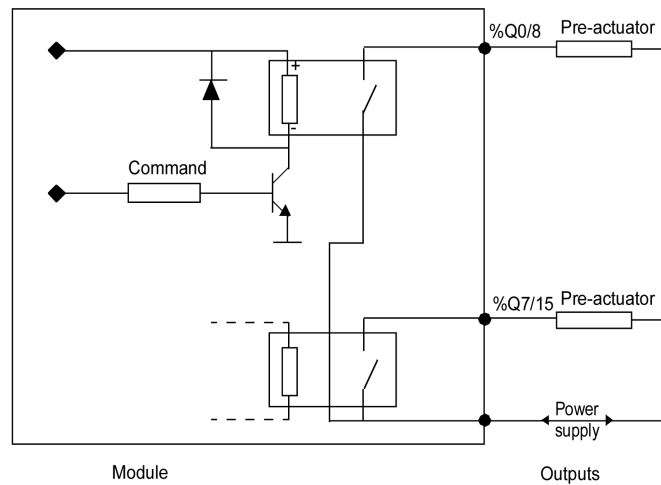 %Q0/8
Pre-actuator
+
-
Command
%Q7/15
Pre-actuator
Power
supply
Module
Outputs